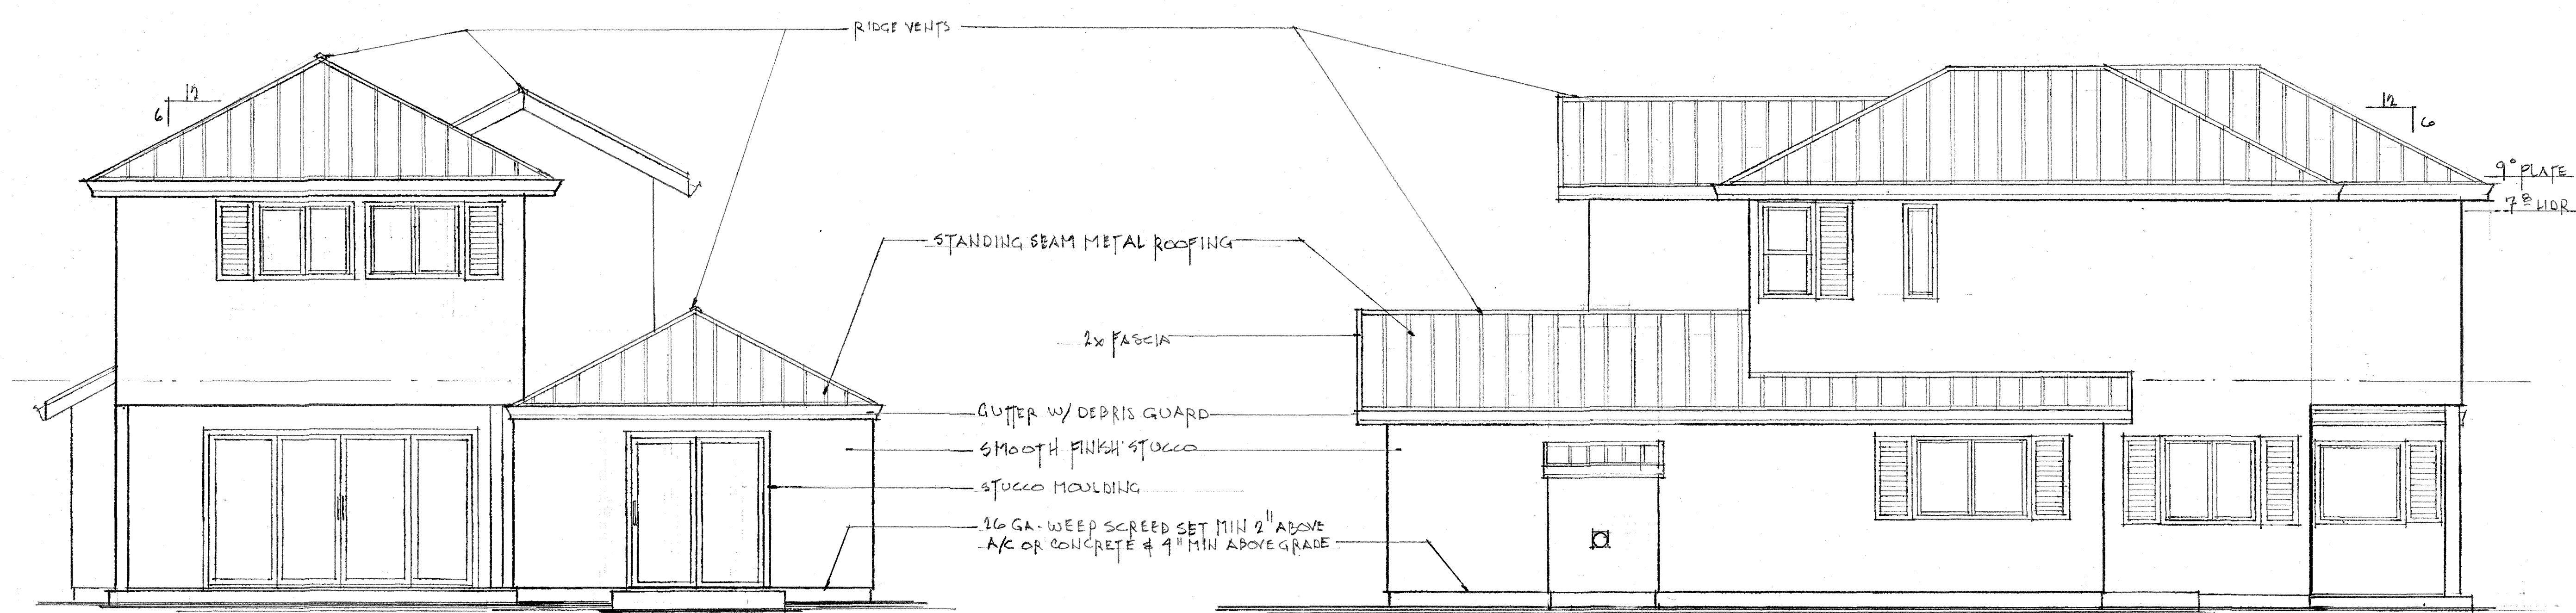 RIDGE VENTS
12
6
12
6
9° PLATE
7⁸ HDR
STANDING SEAM METAL ROOFING
2x FASCIA
GUTTER W/ DEBRIS GUARD
SMOOTH FINISH STUCCO
STUCCO MOULDING
26 GA. WEEP SCREED SET MIN 2" ABOVE
A/C OR CONCRETE & 4" MIN ABOVE GRADE